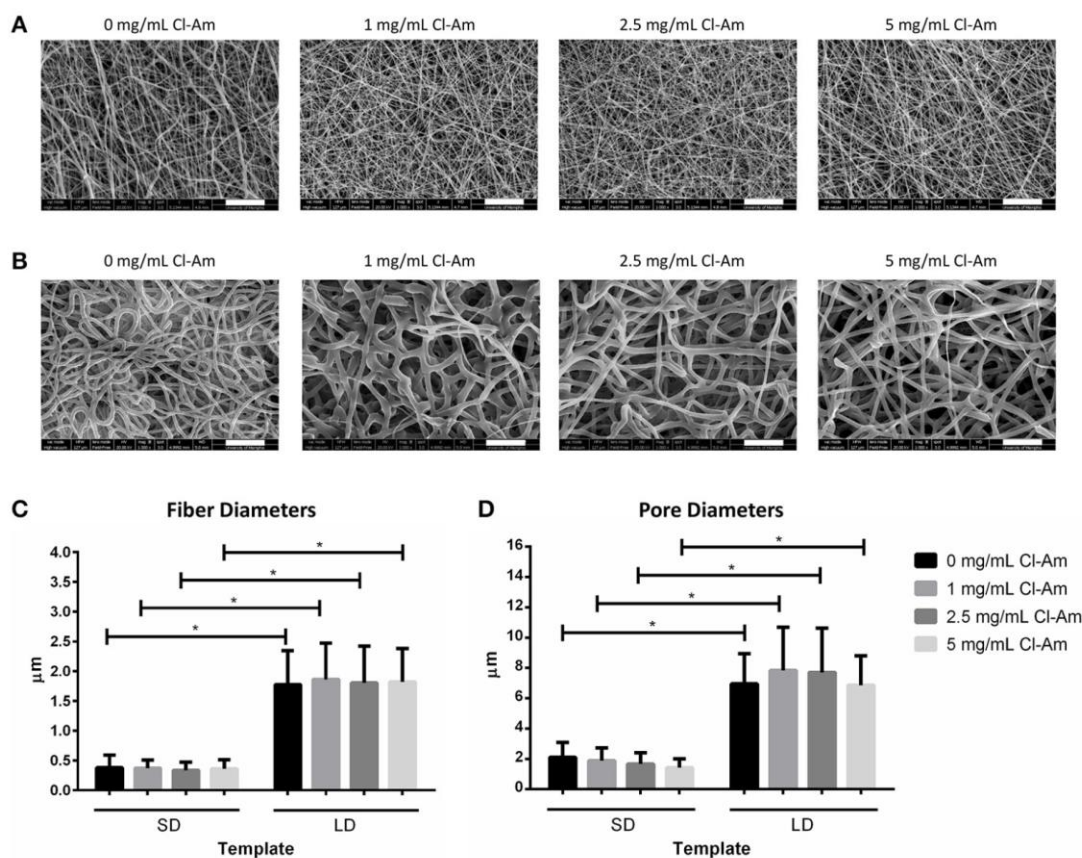 A
0 mg/mL Cl-Am 1 mg/mL Cl-Am 2.5 mg/mL Cl-Am 5 mg/mL Cl-Am
B
0 mg/mL Cl-Am 1 mg/mL Cl-Am 2.5 mg/mL Cl-Am 5 mg/mL Cl-Am
C Fiber Diameters
4.0
3.5
3.0
2.5
2.0
1.5
1.0
0.5
0.0
μm
* * * *
SD LD
Template
D Pore Diameters
16
14
12
10
8
6
4
2
0
μm
* * * *
SD LD
Template
0 mg/mL Cl-Am
1 mg/mL Cl-Am
2.5 mg/mL Cl-Am
5 mg/mL Cl-Am